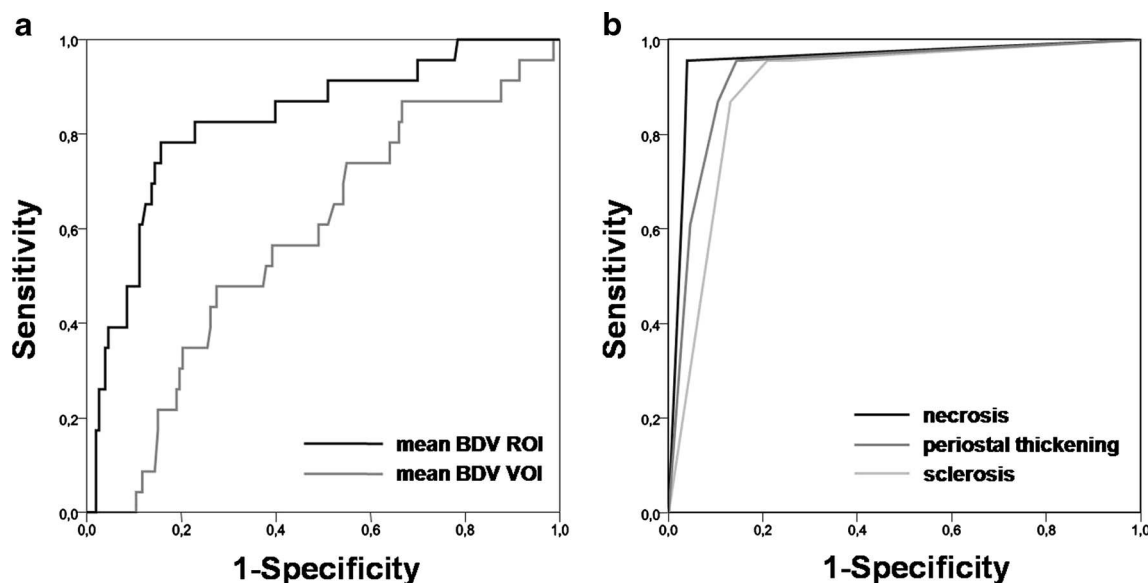 a
1,0
0,8
0,6
0,4
0,2
0,0
Sensitivity
mean BDV ROI
mean BDV VOI
0,0 0,2 0,4 0,6 0,8 1,0
1-Specificity
b
1,0
0,8
0,6
0,4
0,2
0,0
Sensitivity
necrosis
periostal thickening
sclerosis
0,0 0,2 0,4 0,6 0,8 1,0
1-Specificity